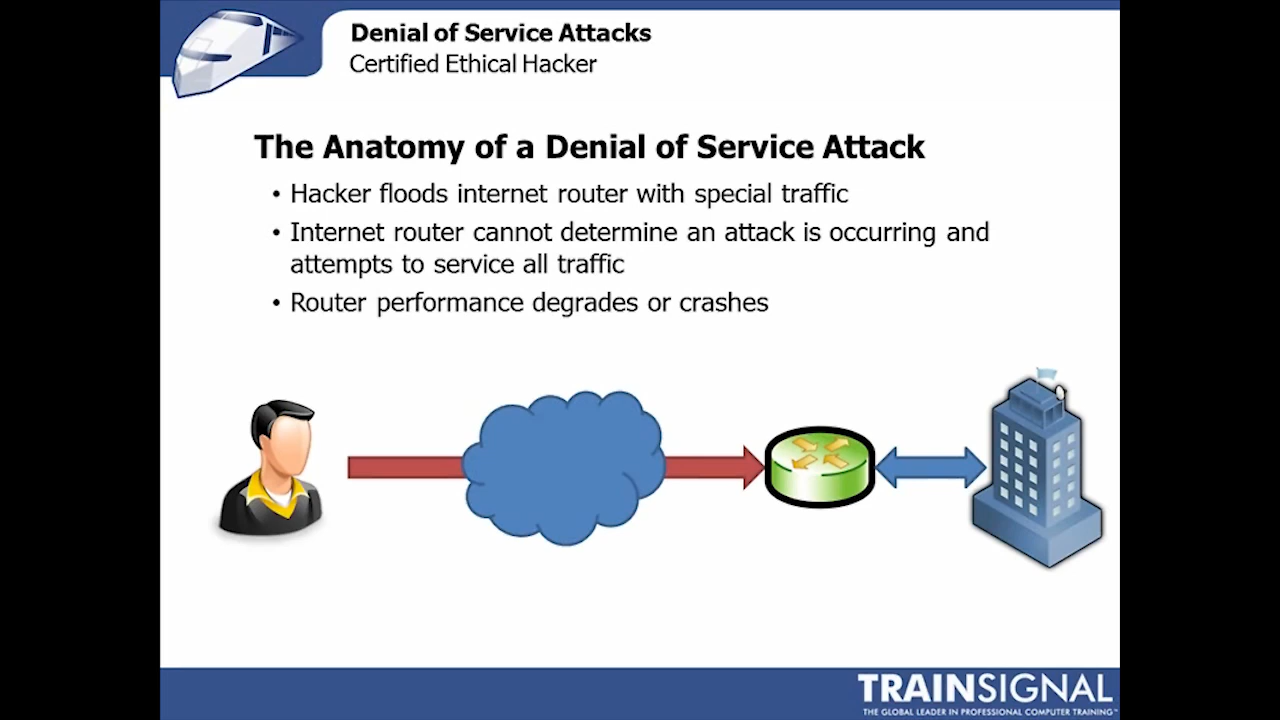 Denial of Service Attacks
Certified Ethical Hacker
The Anatomy of a Denial of Service Attack
• Hacker floods internet router with special traffic
• Internet router cannot determine an attack is occurring and
attempts to service all traffic
• Router performance degrades or crashes
TRAINSIGNAL
THE GLOBAL LEADER IN PROFESSIONAL COMPUTER TRAINING™